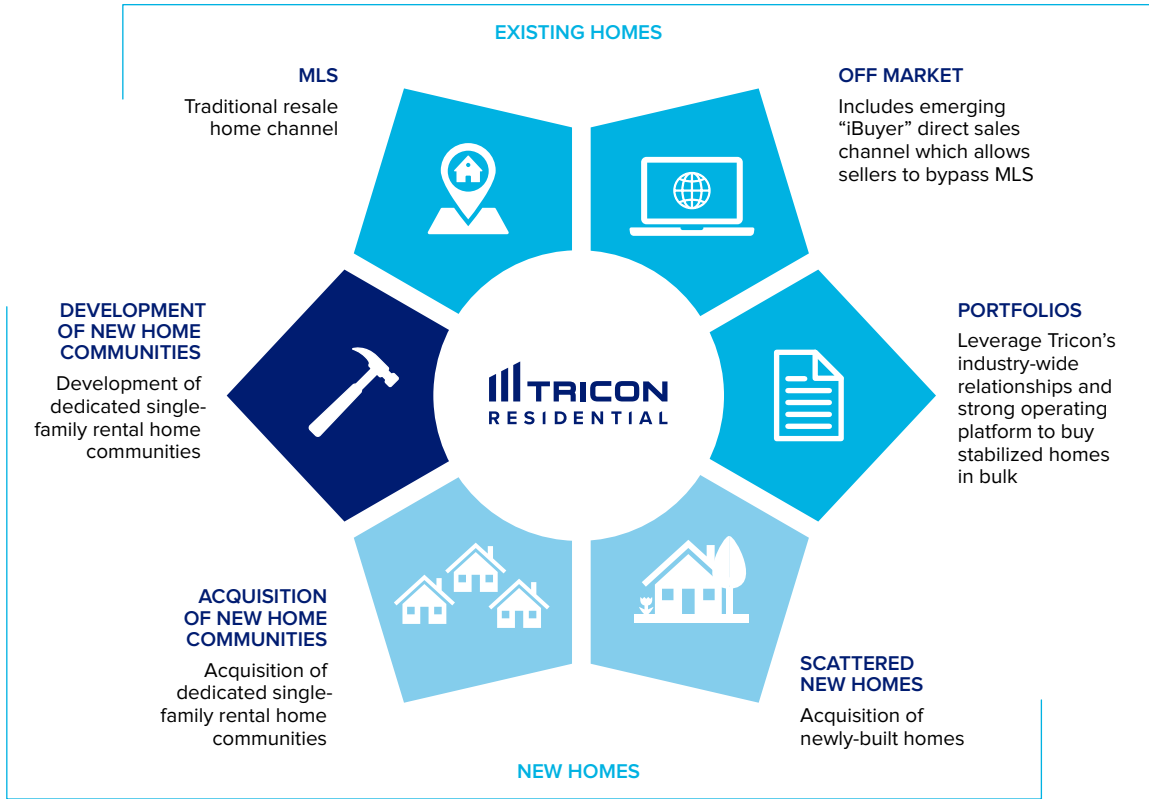 EXISTING HOMES
MLS
Traditional resale
home channel
OFF MARKET
Includes emerging
“iBuyer” direct sales
channel which allows
sellers to bypass MLS
DEVELOPMENT
OF NEW HOME
COMMUNITIES
Development of
dedicated single-
family rental home
communities
TRICON
RESIDENTIAL
PORTFOLIOS
Leverage Tricon’s
industry-wide
relationships and
strong operating
platform to buy
stabilized homes
in bulk
ACQUISITION
OF NEW HOME
COMMUNITIES
Acquisition of
dedicated single-
family rental home
communities
SCATTERED
NEW HOMES
Acquisition of
newly-built homes
NEW HOMES